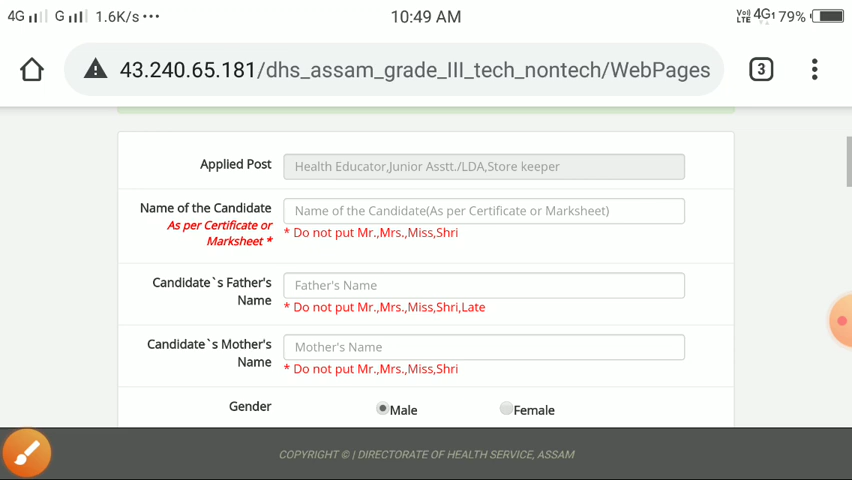 4G G 1.6K/s ••• 10:49 AM Vo) LTE 4G1 79%
43.240.65.181/dhs_assam_grade_III_tech_nontech/WebPages 3
Applied Post Health Educator,Junior Asstt./LDA,Store keeper
Name of the Candidate Name of the Candidate(As per Certificate or Marksheet)
As per Certificate or * Do not put Mr.,Mrs.,Miss,Shri
Marksheet *
Candidate`s Father's Father's Name
Name * Do not put Mr.,Mrs.,Miss,Shri,Late
Candidate`s Mother's Mother's Name
Name * Do not put Mr.,Mrs.,Miss,Shri
Gender Male Female
COPYRIGHT © | DIRECTORATE OF HEALTH SERVICE, ASSAM